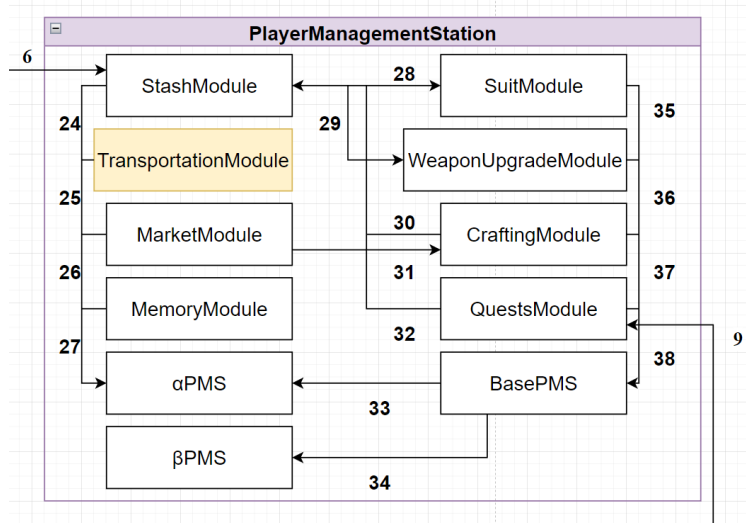 PlayerManagementStation
6
StashModule
28
SuitModule
24
29
35
TransportationModule
WeaponUpgradeModule
25
36
MarketModule
30
CraftingModule
26
31
37
MemoryModule
32
QuestsModule
9
27
38
αPMS
33
BasePMS
βPMS
34